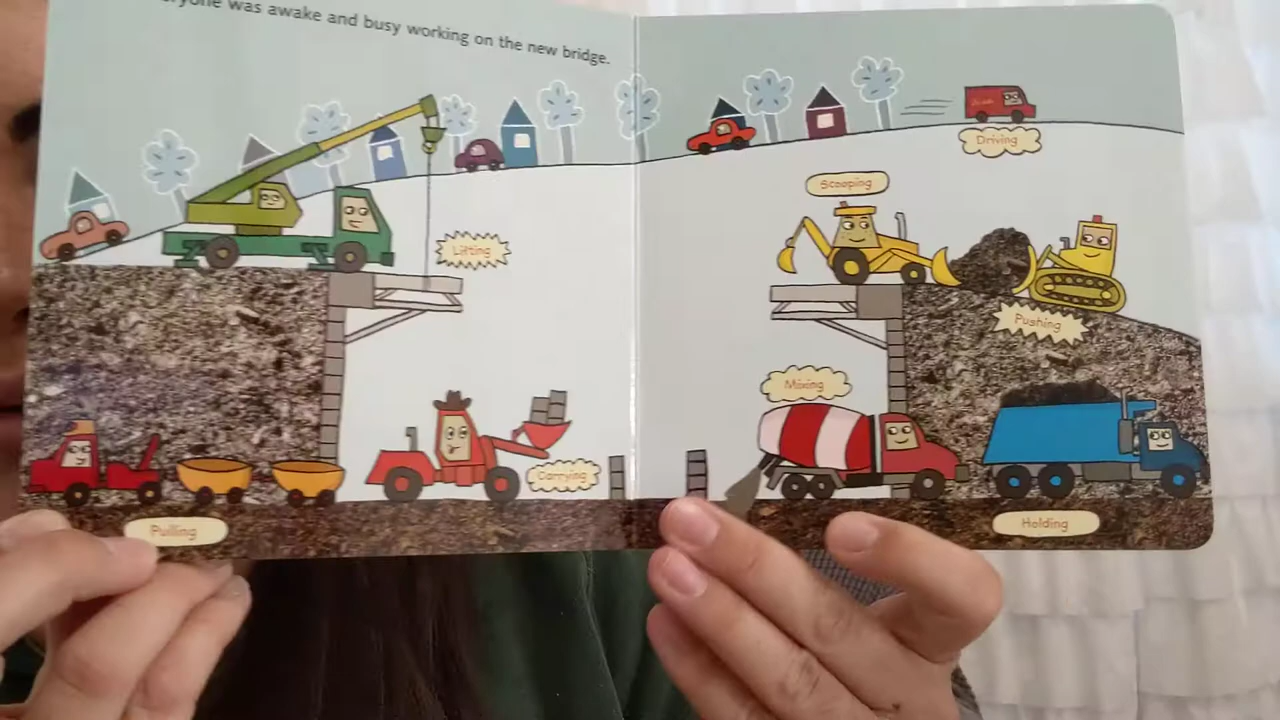 was awake and busy working on the new bridge.
Driving
Scooping
Lifting
Pushing
Mixing
Carrying
Pulling
Holding